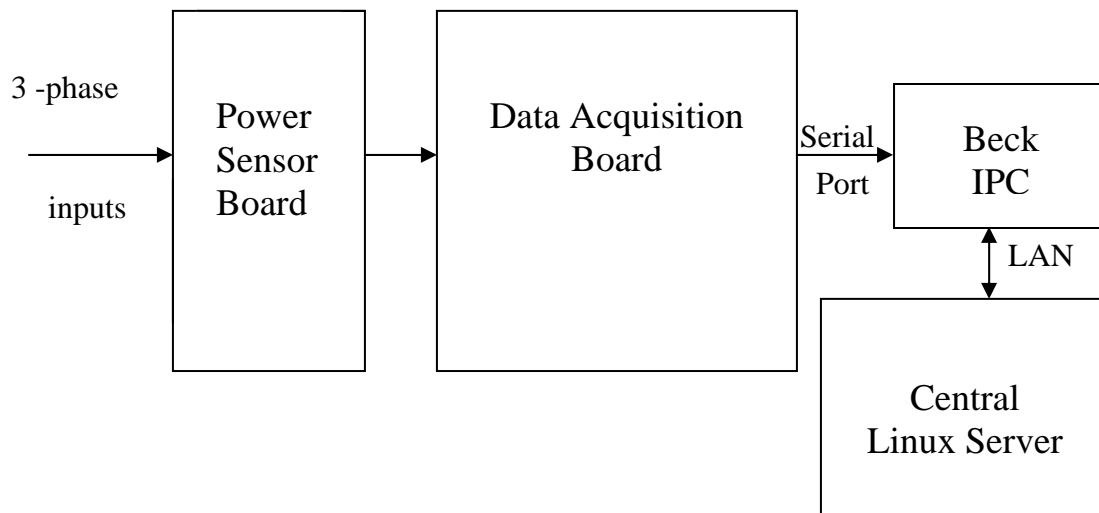 3 -phase
inputs
Power
Sensor
Board
Data Acquisition
Board
Serial
Port
Beck
IPC
LAN
Central
Linux Server